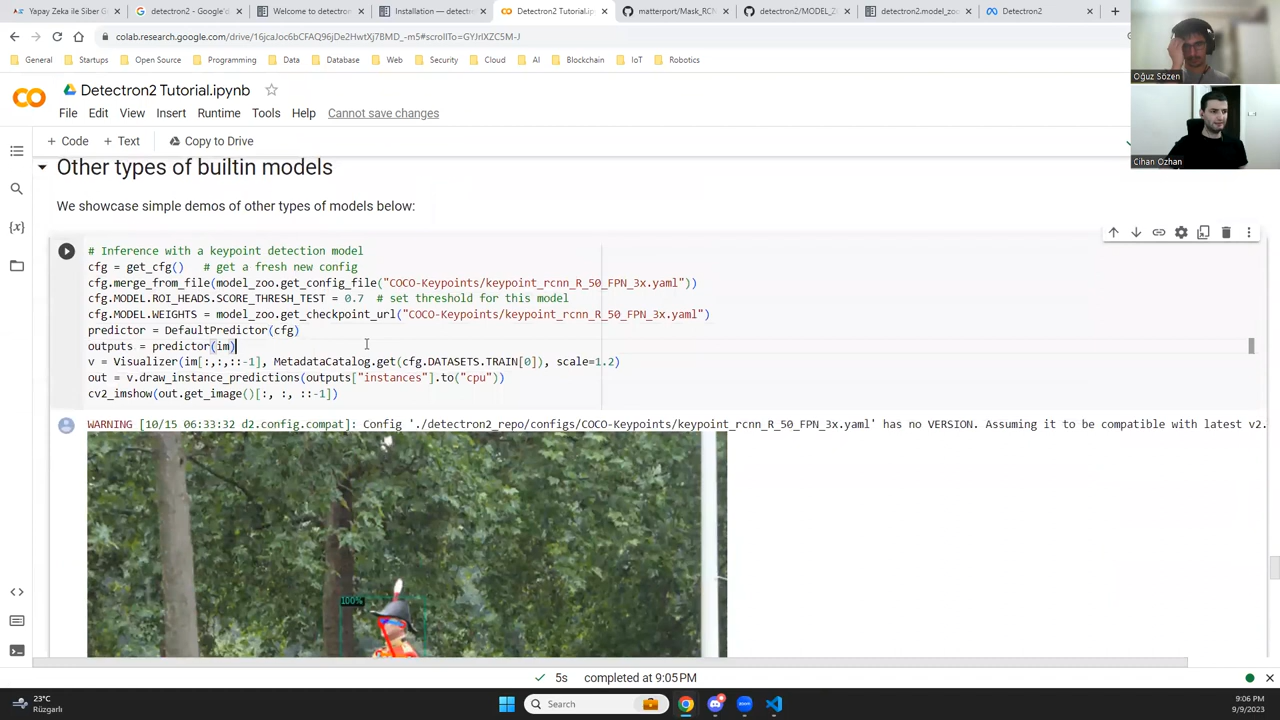 Yapay Zeka ile Siber G
detectron2 - Google'd
Welcome to detectron
Installation — detectro
Detectron2 Tutorial.ipy
matterport/Mask_RCN
detectron2/MODEL_ZO
detectron2.model_zoo
Detectron2
colab.research.google.com/drive/16jcaJoc6bCFAQ96jDe2HwtXj7BMD_-m5#scrollTo=GYJrlXZC5S-J
General
Startups
Open Source
Programming
Data
Database
Web
Security
Cloud
AI
Blockchain
IoT
Robotics
Oğuz Sözen
Cihan Ozhan
CO
Detectron2 Tutorial.ipynb
File Edit View Insert Runtime Tools Help Cannot save changes
+ Code + Text Copy to Drive
Other types of builtin models
We showcase simple demos of other types of models below:
# Inference with a keypoint detection model
cfg = get_cfg()   # get a fresh new config
cfg.merge_from_file(model_zoo.get_config_file("COCO-Keypoints/keypoint_rcnn_R_50_FPN_3x.yaml"))
cfg.MODEL.ROI_HEADS.SCORE_THRESH_TEST = 0.7  # set threshold for this model
cfg.MODEL.WEIGHTS = model_zoo.get_checkpoint_url("COCO-Keypoints/keypoint_rcnn_R_50_FPN_3x.yaml")
predictor = DefaultPredictor(cfg)
outputs = predictor(im)
v = Visualizer(im[:,:,::-1], MetadataCatalog.get(cfg.DATASETS.TRAIN[0]), scale=1.2)
out = v.draw_instance_predictions(outputs["instances"].to("cpu"))
cv2_imshow(out.get_image()[:, :, ::-1])
WARNING [10/15 06:33:32 d2.config.compat]: Config './detectron2_repo/configs/COCO-Keypoints/keypoint_rcnn_R_50_FPN_3x.yaml' has no VERSION. Assuming it to be compatible with latest v2.
100%
5s completed at 9:05 PM
23°C
Rüzgarlı
Search
9:06 PM
9/9/2023